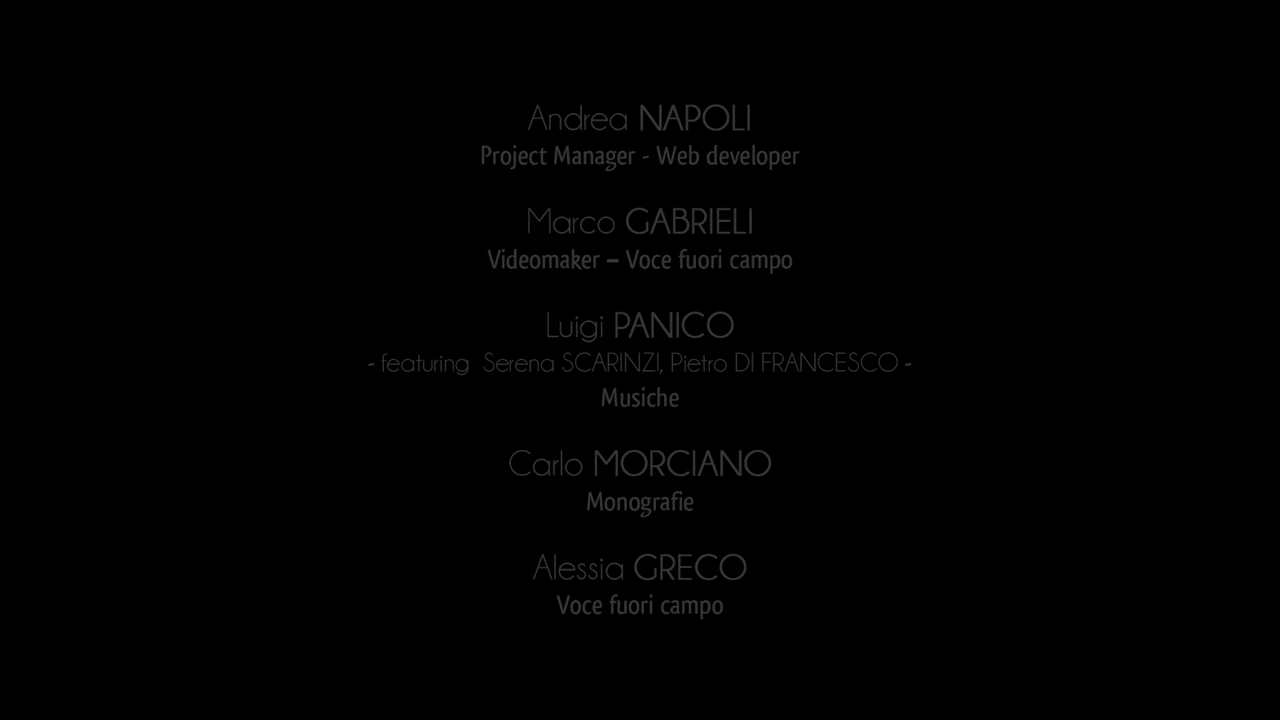 Andrea NAPOLI
Project Manager - Web developer
Marco GABRIELI
Videomaker – Voce fuori campo
Luigi PANICO
- featuring  Serena SCARINZI, Pietro DI FRANCESCO -
Musiche
Carlo MORCIANO
Monografie
Alessia GRECO
Voce fuori campo